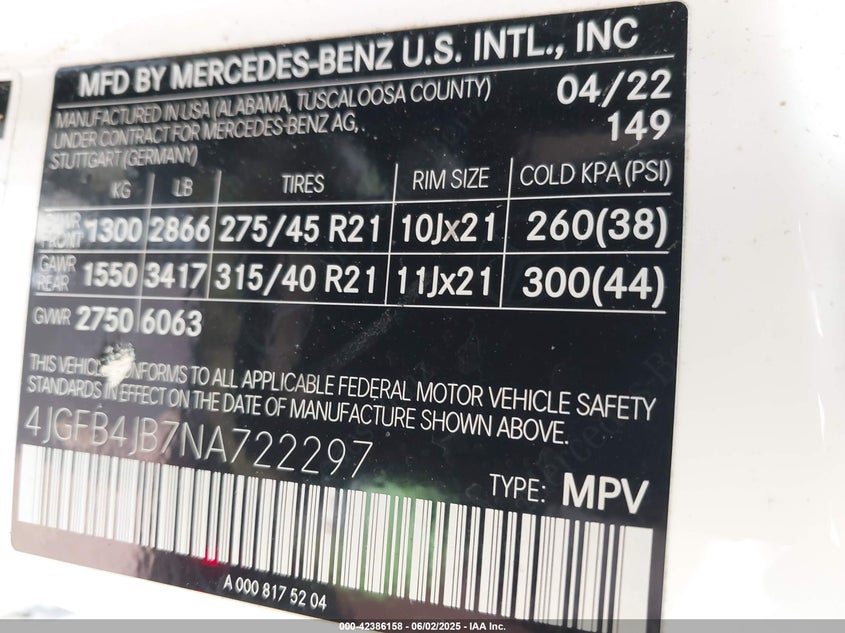 MFD BY MERCEDES-BENZ U.S. INTL., INC
MANUFACTURED IN USA (ALABAMA, TUSCALOOSA COUNTY) 04/22
UNDER CONTRACT FOR MERCEDES-BENZ AG, 149
STUTTGART (GERMANY)
KG LB TIRES RIM SIZE COLD KPA (PSI)
GAWR FRONT 1300 2866 275/45 R21 10Jx21 260(38)
GAWR REAR 1550 3417 315/40 R21 11Jx21 300(44)
GVWR 2750 6063
THIS VEHICLE CONFORMS TO ALL APPLICABLE FEDERAL MOTOR VEHICLE SAFETY
STANDARDS IN EFFECT ON THE DATE OF MANUFACTURE SHOWN ABOVE.
4JGFB4JB7NA722297
TYPE: MPV
A 000 817 52 04
000-42386158 - 06/02/2025 - IAA Inc.